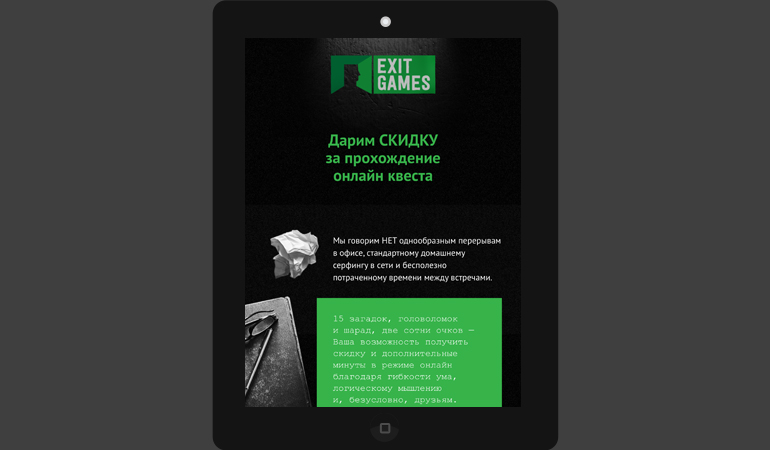 EXIT
GAMES
Дарим СКИДКУ
за прохождение
онлайн квеста
Мы говорим НЕТ однообразным перерывам
в офисе, стандартному домашнему
серфингу в сети и бесполезно
потраченному времени между встречами.
15 загадок, головоломок
и шарад, две сотни очков —
Ваша возможность получить
скидку и дополнительные
минуты в режиме онлайн
благодаря гибкости ума,
логическому мышлению
и, безусловно, друзьям.